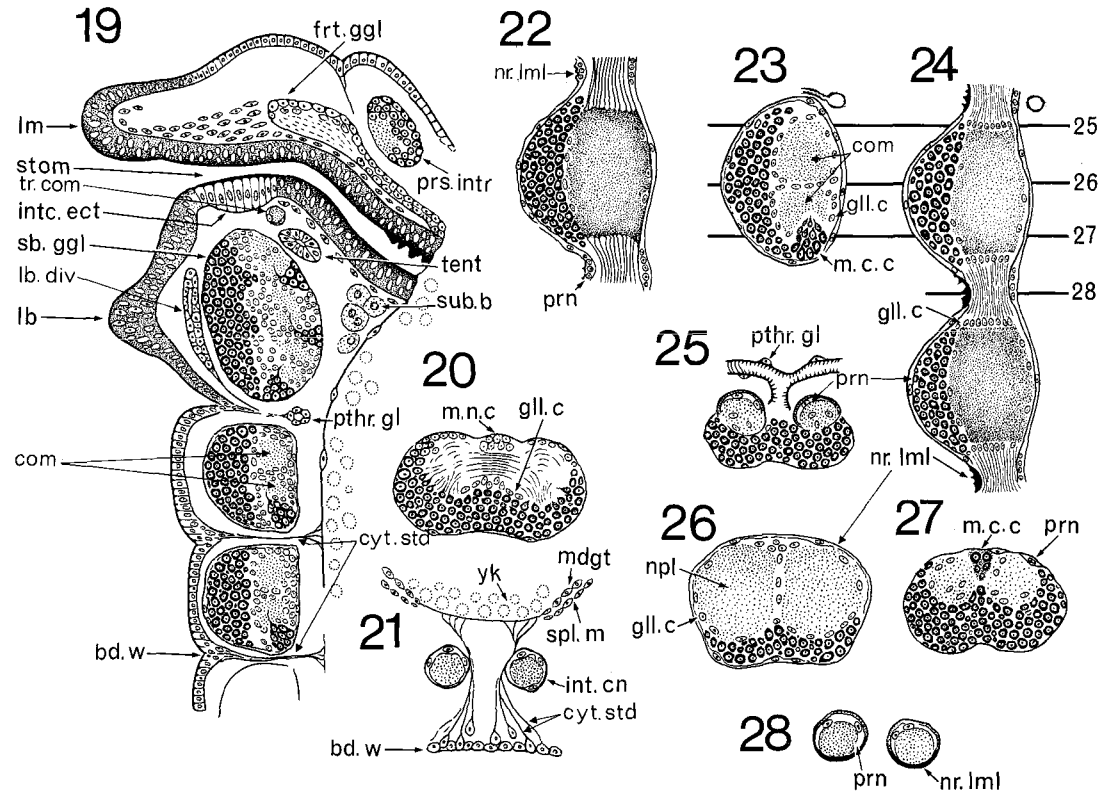 19
frt. ggl
lm
stom
tr. com
intc. ect
sb. ggl
lb. div
lb
prs. intr
tent
sub. b
pthr. gl
com
cyt. std
bd. w
20
m. n. c
gll. c
21
yk
mdgt
spl. m
int. cn
cyt. std
bd. w
22
nr. lml
prn
23
com
gll. c
m. c. c
24
25
26
27
28
gll. c
25
pthr. gl
prn
nr. lml
26
npl
gll. c
27
m. c. c
prn
28
prn
nr. lml